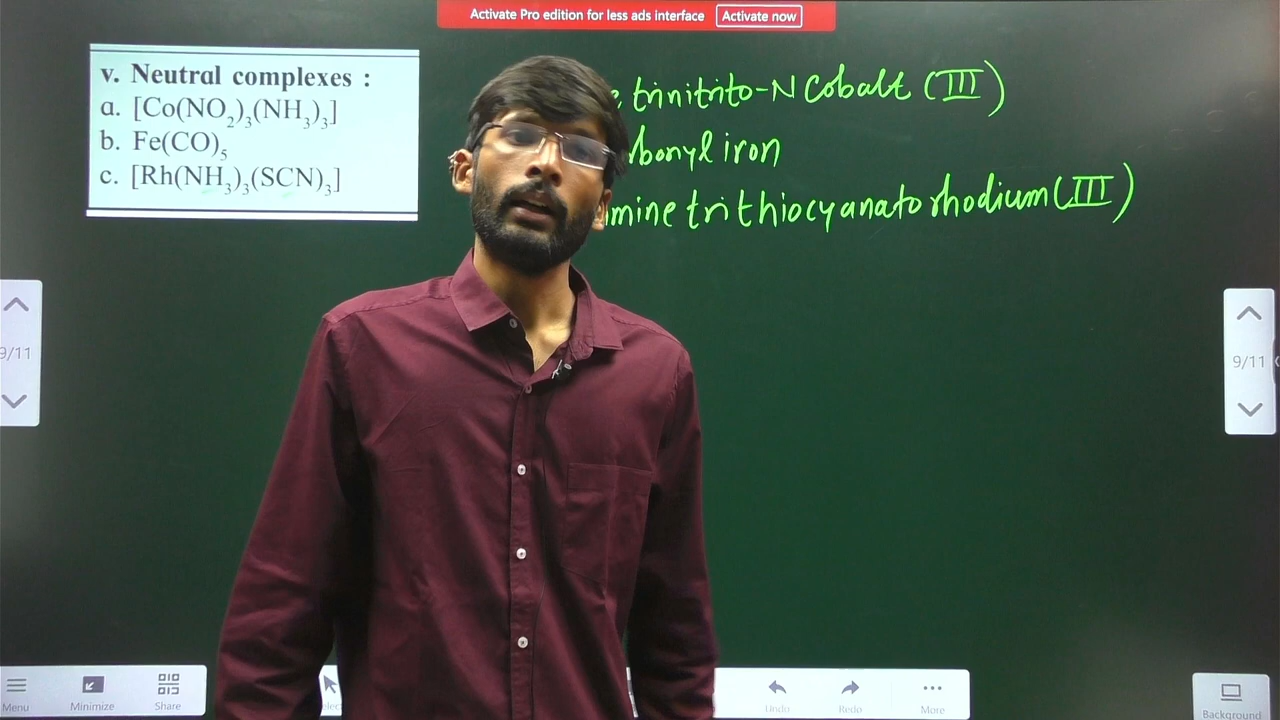 Activate Pro edition for less ads interface Activate now
v. Neutral complexes :
a. [Co(NO₂)₃(NH₃)₃]
b. Fe(CO)₅
c. [Rh(NH₃)₃(SCN)₃]
trinitrito-N Cobalt (III)
iron
trithiocyanato rhodium (III)
9/11
9/11
Menu
Minimize
Share
Undo
Redo
More
Background